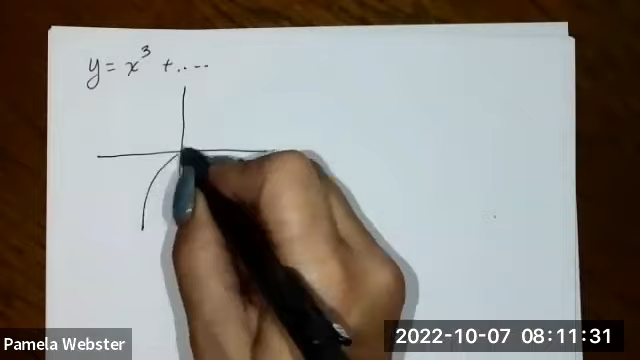 y = x³ + ....
Pamela Webster
2022-10-07 08:11:31